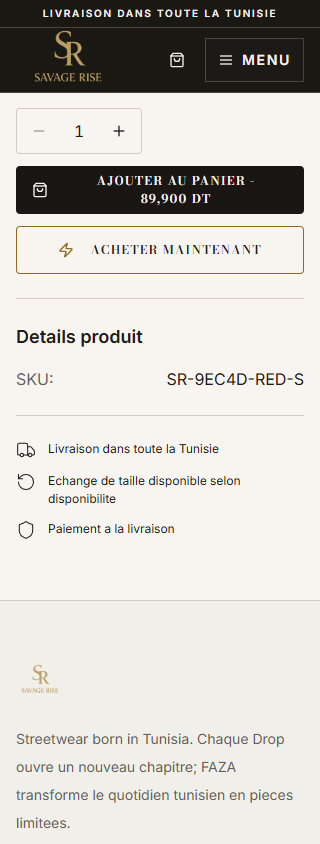 LIVRAISON DANS TOUTE LA TUNISIE
SR
SAVAGE RISE
MENU
1
AJOUTER AU PANIER -
89,900 DT
ACHETER MAINTENANT
Details produit
SKU: SR-9EC4D-RED-S
Livraison dans toute la Tunisie
Echange de taille disponible selon
disponibilite
Paiement a la livraison
SR
SAVAGE RISE
Streetwear born in Tunisia. Chaque Drop
ouvre un nouveau chapitre; FAZA
transforme le quotidien tunisien en pieces
limitees.